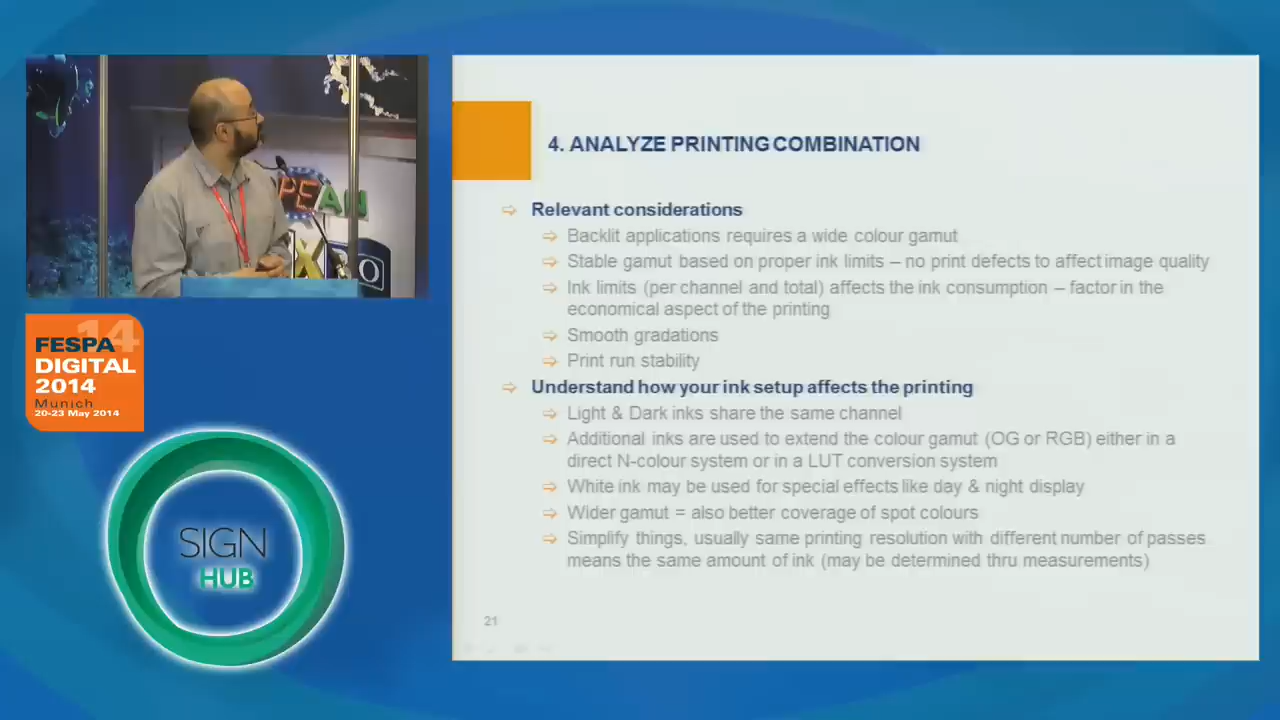 4. ANALYZE PRINTING COMBINATION
Relevant considerations
Backlit applications requires a wide colour gamut
Stable gamut based on proper ink limits – no print defects to affect image quality
Ink limits (per channel and total) affects the ink consumption – factor in the
economical aspect of the printing
Smooth gradations
Print run stability
Understand how your ink setup affects the printing
Light & Dark inks share the same channel
Additional inks are used to extend the colour gamut (OG or RGB) either in a
direct N-colour system or in a LUT conversion system
White ink may be used for special effects like day & night display
Wider gamut = also better coverage of spot colours
Simplify things, usually same printing resolution with different number of passes
means the same amount of ink (may be determined thru measurements)
21
PEAN
14
FESPA
DIGITAL
2014
Munich
20-23 May 2014
SIGN
HUB